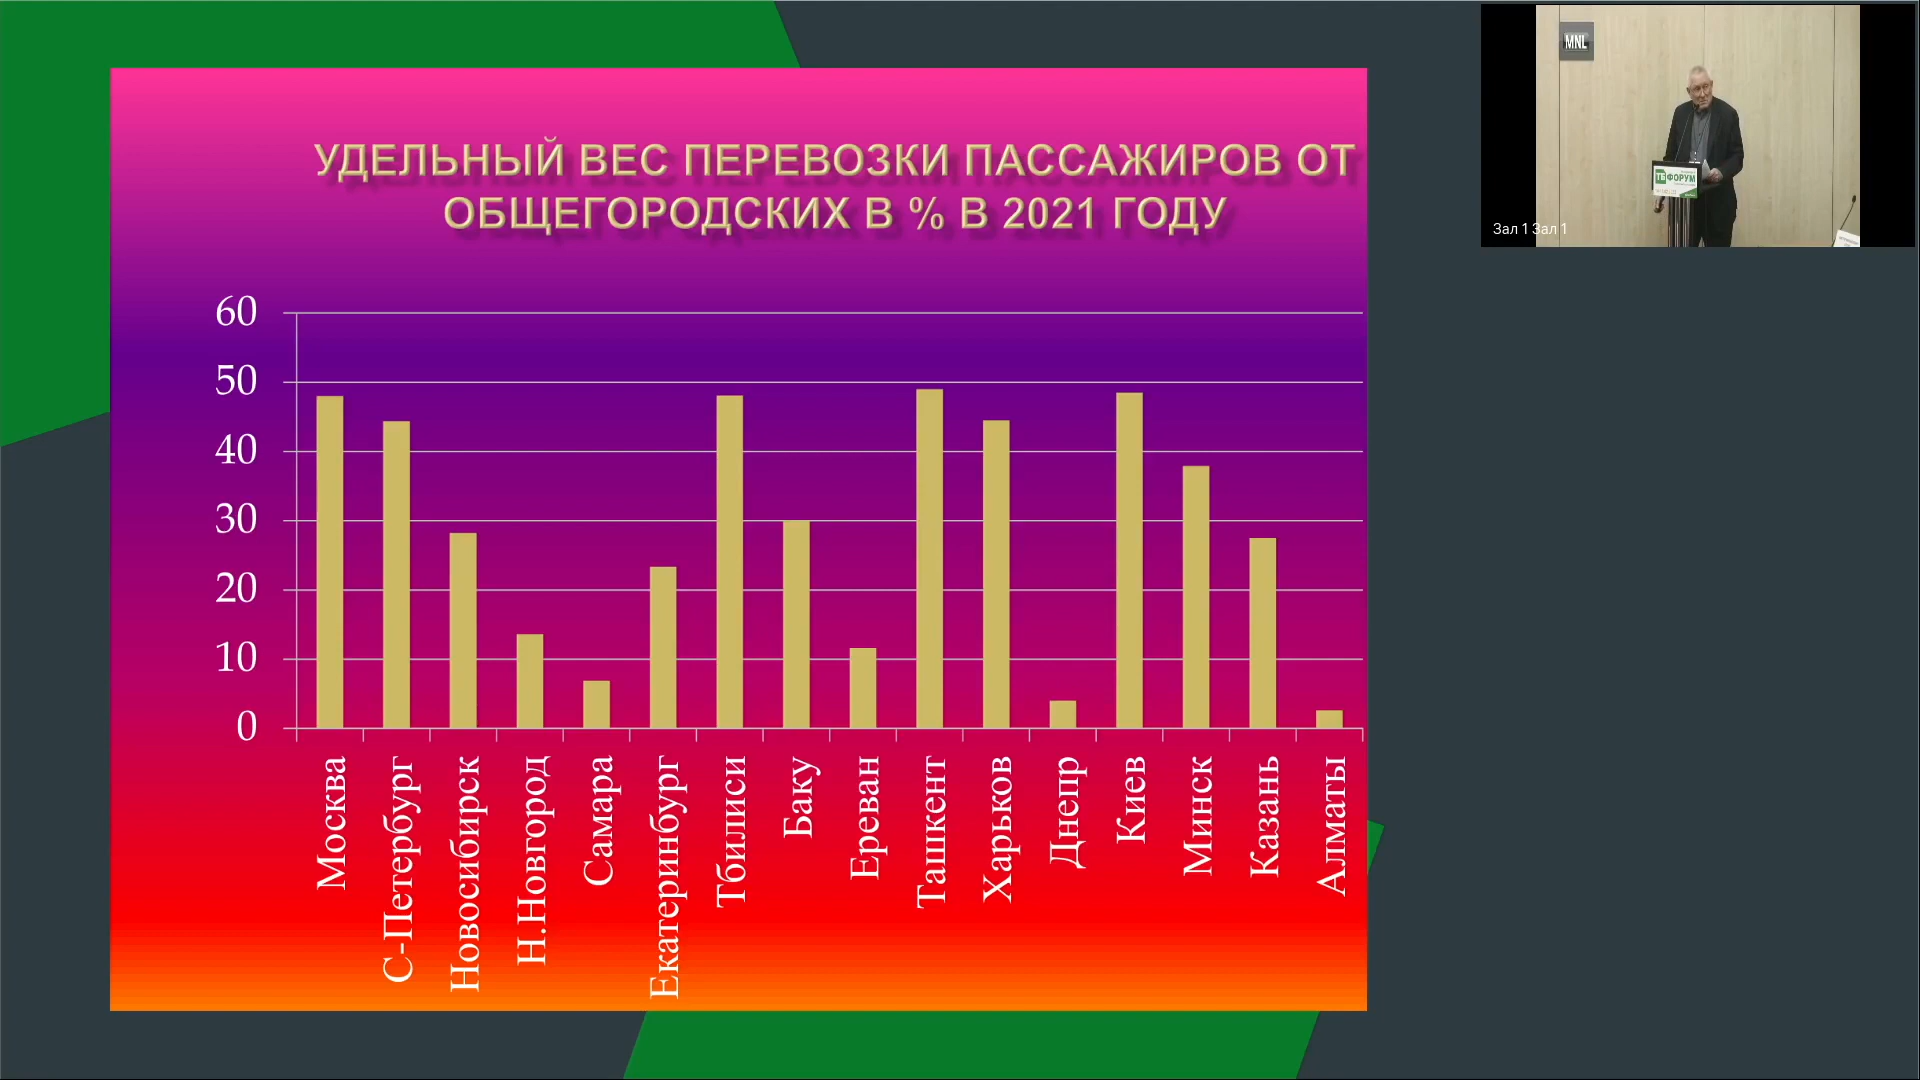 УДЕЛЬНЫЙ ВЕС ПЕРЕВОЗКИ ПАССАЖИРОВ ОТ
ОБЩЕГОРОДСКИХ В % В 2021 ГОДУ
60
50
40
30
20
10
0
Москва
С-Петербург
Новосибирск
Н.Новгород
Самара
Екатеринбург
Тбилиси
Баку
Ереван
Ташкент
Харьков
Днепр
Киев
Минск
Казань
Алматы
MNL
ТБ ФОРУМ
Зал 1 Зал 1